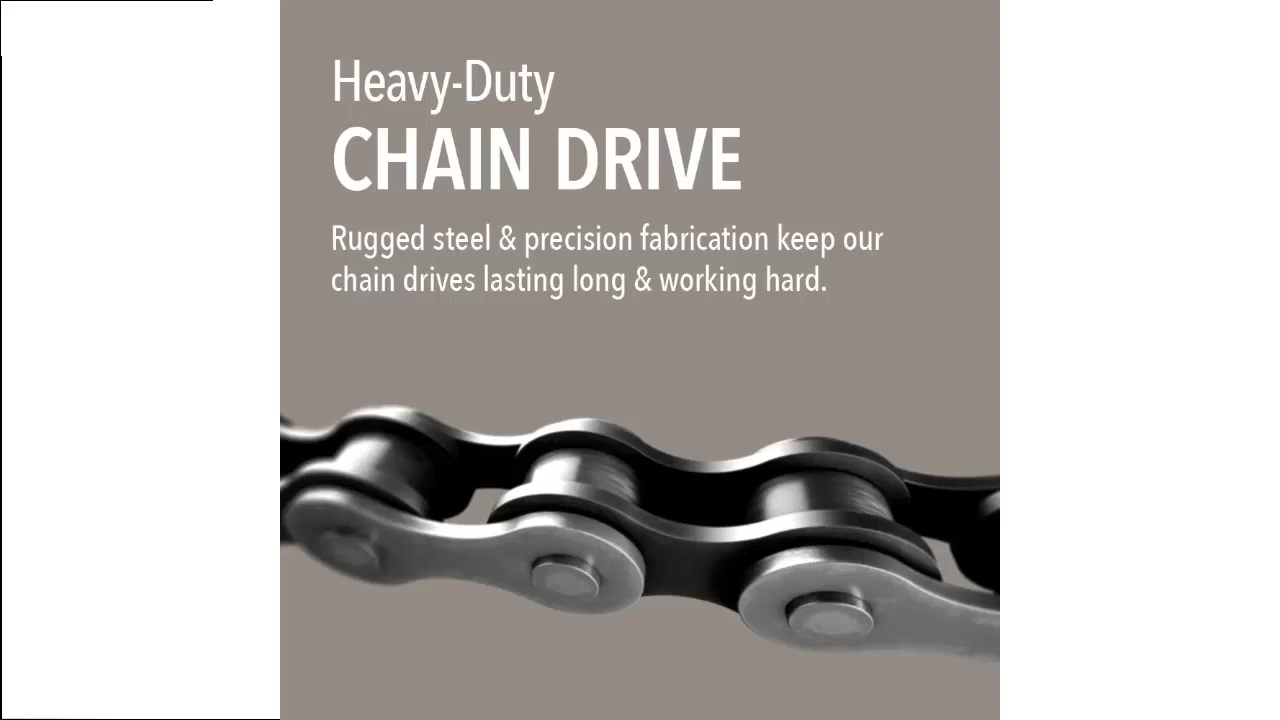 Heavy-Duty
CHAIN DRIVE
Rugged steel & precision fabrication keep our
chain drives lasting long & working hard.